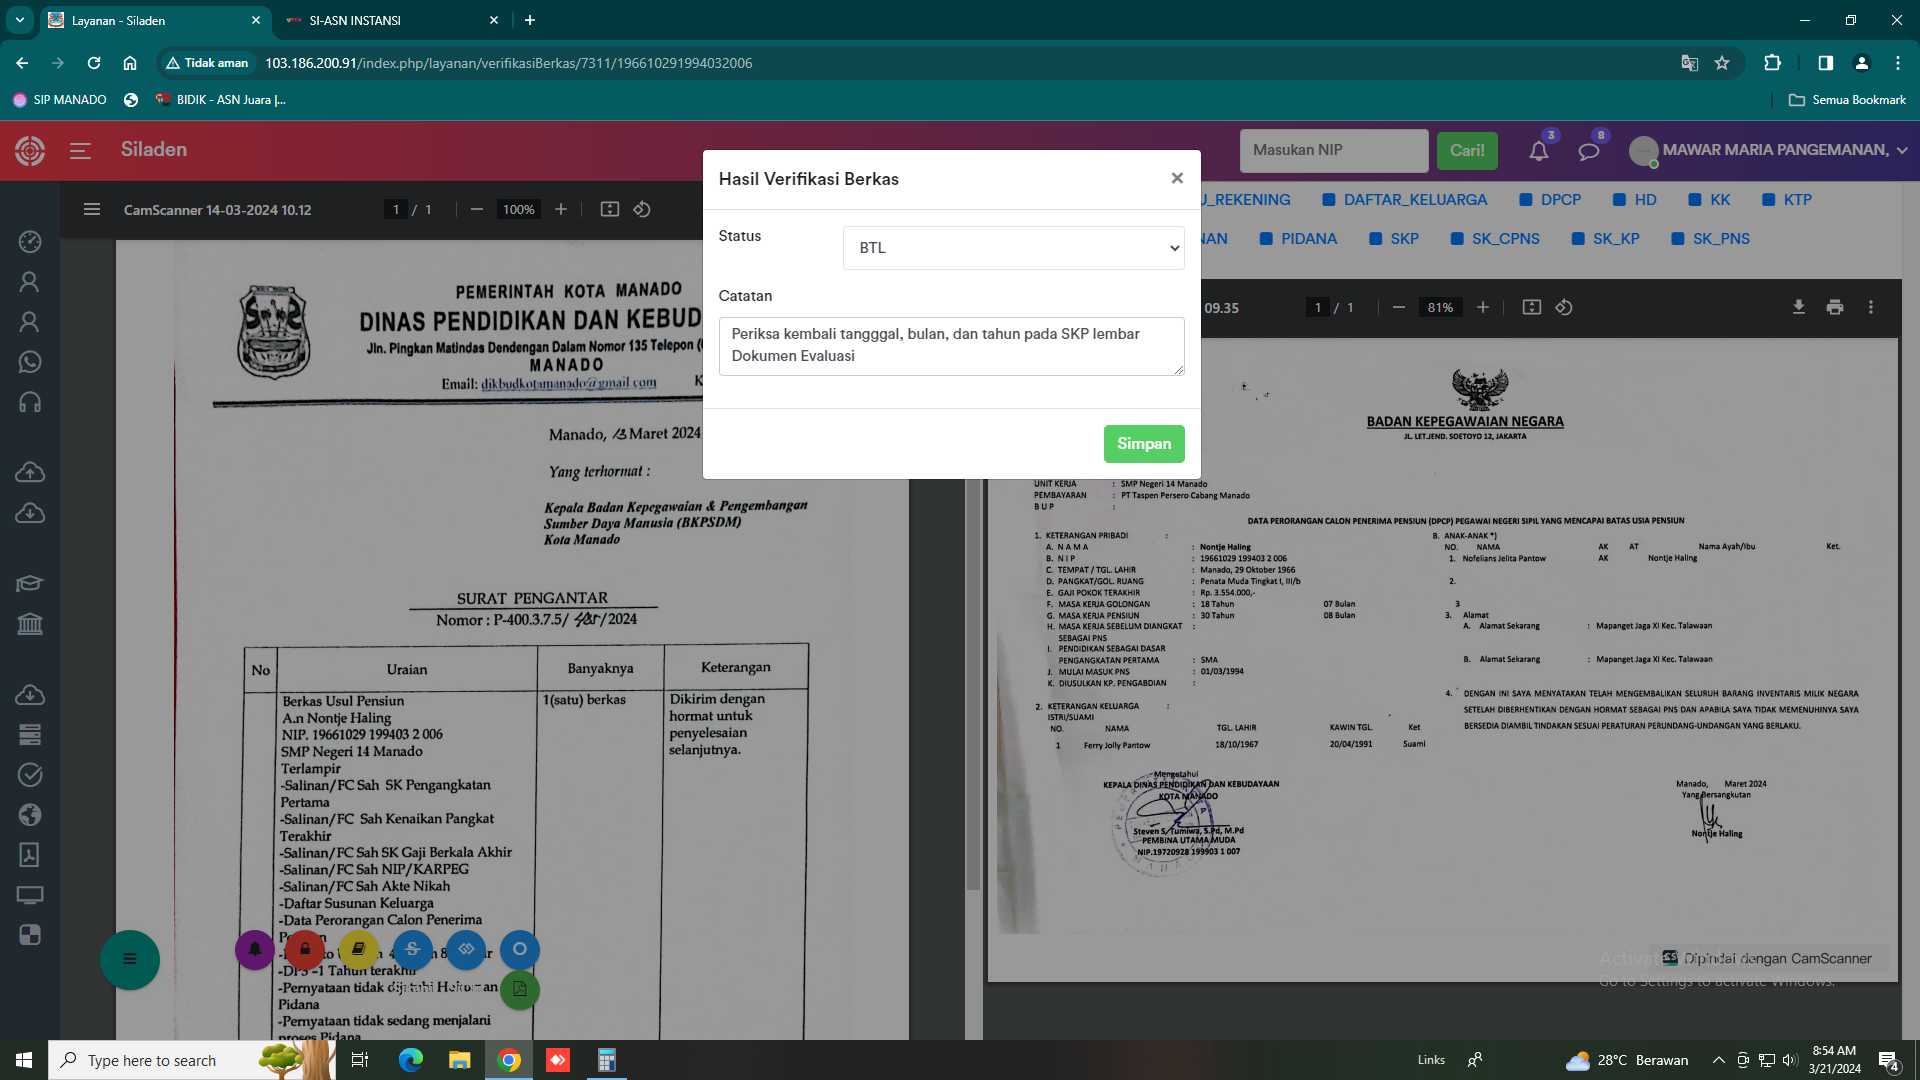 Layanan - Siladen
SI-ASN INSTANSI
Tidak aman
103.186.200.91/index.php/layanan/verifikasiBerkas/7311/196610291994032006
SIP MANADO
BIDIK - ASN Juara |...
Semua Bookmark
Siladen
Masukan NIP
Cari!
3
8
MAWAR MARIA PANGEMANAN,
CamScanner 14-03-2024 10.12
1 / 1
100%
Hasil Verifikasi Berkas
×
Status
BTL
Catatan
Periksa kembali tangggal, bulan, dan tahun pada SKP lembar
Dokumen Evaluasi
Simpan
U_REKENING
DAFTAR_KELUARGA
DPCP
HD
KK
KTP
NAN
PIDANA
SKP
SK_CPNS
SK_KP
SK_PNS
09.35
1 / 1
81%
PEMERINTAH KOTA MANADO
DINAS PENDIDIKAN DAN KEBUD
Jln. Pingkan Matindas Dendengan Dalam Nomor 135 Telepon (
MANADO
Email: dikbudkotamanado@gmail.com
K
Manado, 13 Maret 2024
Yang terhormat :
Kepala Badan Kepegawaian & Pengembangan
Sumber Daya Manusia (BKPSDM)
Kota Manado
SURAT PENGANTAR
Nomor : P-400.3.7.5/ /2024
No
Uraian
Banyaknya
Keterangan
Berkas Usul Pensiun
A.n Nontje Haling
NIP. 19661029 199403 2 006
SMP Negeri 14 Manado
Terlampir
-Salinan/FC Sah SK Pengangkatan
Pertama
-Salinan/FC Sah Kenaikan Pangkat
Terakhir
-Salinan/FC Sah SK Gaji Berkala Akhir
-Salinan/FC Sah NIP/KARPEG
-Salinan/FC Sah Akte Nikah
-Daftar Susunan Keluarga
-Data Perorangan Calon Penerima
-DP3 -1 Tahun terakhir
-Pernyataan tidak
Pidana
-Pernyataan tidak sedang menjalani
proses Pidana
1(satu) berkas
Dikirim dengan
hormat untuk
penyelesaian
selanjutnya.
BADAN KEPEGAWAIAN NEGARA
JL. LET.JEND. SOETOYO 12, JAKARTA
UNIT KERJA : SMP Negeri 14 Manado
PEMBAYARAN : PT Taspen Persero Cabang Manado
B U P :
DATA PERORANGAN CALON PENERIMA PENSIUN (DPCP) PEGAWAI NEGERI SIPIL YANG MENCAPAI BATAS USIA PENSIUN
1. KETERANGAN PRIBADI :
A. N A M A : Nontje Haling
B. N I P : 19661029 199403 2 006
C. TEMPAT / TGL. LAHIR : Manado, 29 Oktober 1966
D. PANGKAT/GOL. RUANG : Penata Muda Tingkat I, III/b
E. GAJI POKOK TERAKHIR : Rp. 3.554.000,-
F. MASA KERJA GOLONGAN : 18 Tahun 07 Bulan
G. MASA KERJA PENSIUN : 30 Tahun 08 Bulan
H. MASA KERJA SEBELUM DIANGKAT :
SEBAGAI PNS
I. PENDIDIKAN SEBAGAI DASAR
PENGANGKATAN PERTAMA : SMA
J. MULAI MASUK PNS : 01/03/1994
K. DIUSULKAN KP. PENGABDIAN :
2. KETERANGAN KELUARGA :
ISTRI/SUAMI
NO. NAMA TGL. LAHIR KAWIN TGL. Ket
1 Ferry Jolly Pantow 18/10/1967 20/04/1991 Suami
B. ANAK-ANAK *)
NO. NAMA AK AT Nama Ayah/Ibu Ket.
1. Nofelians Jelita Pantow AK Nontje Haling
2.
3
3. Alamat
A. Alamat Sekarang : Mapanget Jaga XI Kec. Talawaan
B. Alamat Sekarang : Mapanget Jaga XI Kec. Talawaan
4. DENGAN INI SAYA MENYATAKAN TELAH MENGEMBALIKAN SELURUH BARANG INVENTARIS MILIK NEGARA
SETELAH DIBERHENTIKAN DENGAN HORMAT SEBAGAI PNS DAN APABILA SAYA TIDAK MEMENUHINYA SAYA
BERSEDIA DIAMBIL TINDAKAN SESUAI PERATURAN PERUNDANG-UNDANGAN YANG BERLAKU.
Mengetahui
KEPALA DINAS PENDIDIKAN DAN KEBUDAYAAN
KOTA MANADO
Steven S. Tumiwa, S.Pd, M.Pd
PEMBINA UTAMA MUDA
NIP.19720928 199903 1 007
Manado, Maret 2024
Yang Bersangkutan
Nontje Haling
CS Dipindai dengan CamScanner
Go to Settings to activate Windows.
Type here to search
Links
28°C Berawan
8:54 AM
3/21/2024
4